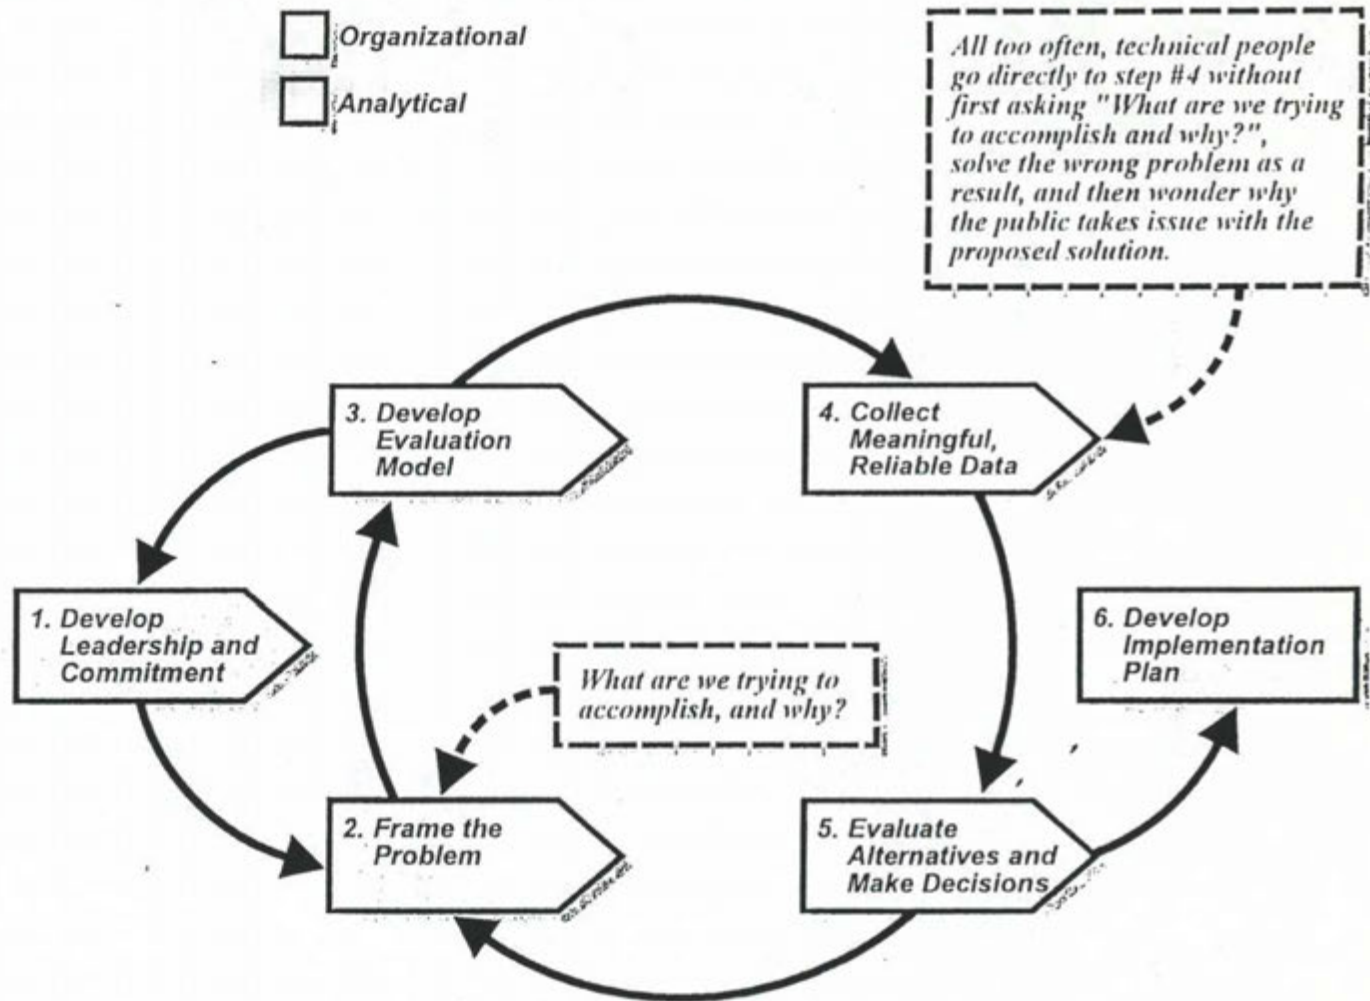 Organizational
Analytical
All too often, technical people
go directly to step #4 without
first asking "What are we trying
to accomplish and why?",
solve the wrong problem as a
result, and then wonder why
the public takes issue with the
proposed solution.
3. Develop
Evaluation
Model
4. Collect
Meaningful,
Reliable Data
1. Develop
Leadership and
Commitment
What are we trying to
accomplish, and why?
6. Develop
Implementation
Plan
2. Frame the
Problem
5. Evaluate
Alternatives and
Make Decisions